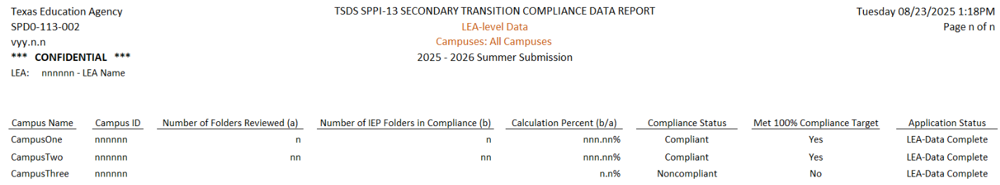 Texas Education Agency TSDS SPPI-13 SECONDARY TRANSITION COMPLIANCE DATA REPORT Tuesday 08/23/2025 1:18PM
SPD0-113-002 LEA-level Data Page n of n
vyy.n.n Campuses: All Campuses
*** CONFIDENTIAL *** 2025 - 2026 Summer Submission
LEA: nnnnnn - LEA Name
Campus Name Campus ID Number of Folders Reviewed (a) Number of IEP Folders in Compliance (b) Calculation Percent (b/a) Compliance Status Met 100% Compliance Target Application Status
CampusOne nnnnnn n n nnn.nn% Compliant Yes LEA-Data Complete
CampusTwo nnnnnn nn nn nnn.nn% Compliant Yes LEA-Data Complete
CampusThree nnnnnn n.n% Noncompliant No LEA-Data Complete